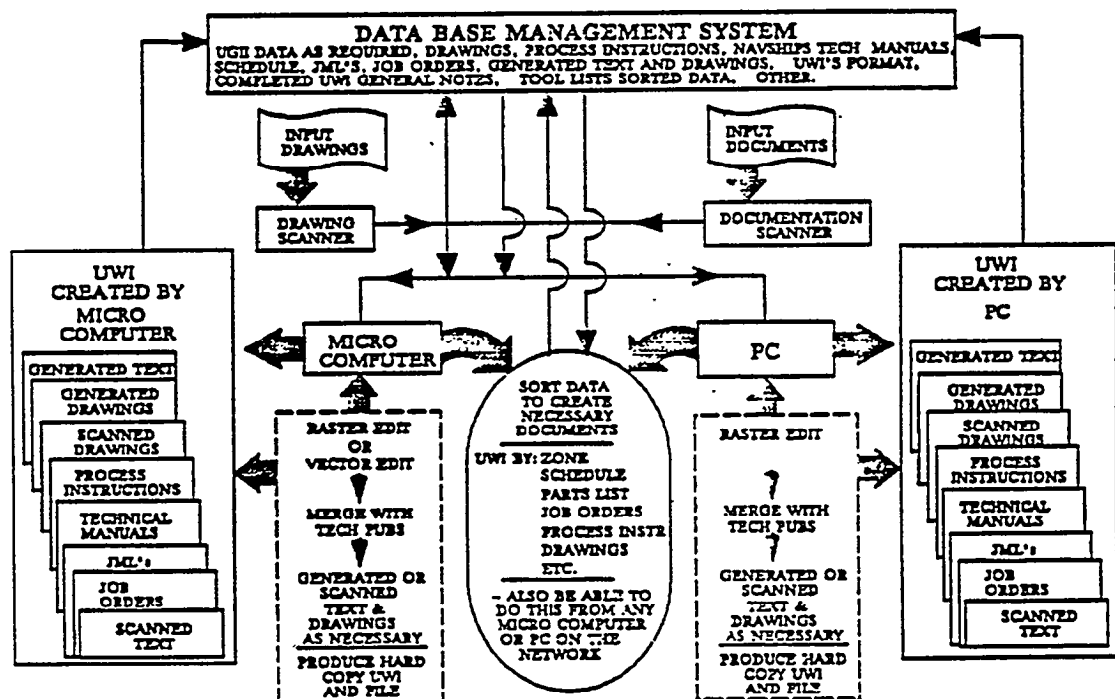 DATA BASE MANAGEMENT SYSTEM
UGII DATA AS REQUIRED, DRAWINGS, PROCESS INSTRUCTIONS, NAVSHIPS TECH MANUALS,
SCHEDULE, JML'S, JOB ORDERS, GENERATED TEXT AND DRAWINGS, UWI'S FORMAT,
COMPLETED UWI GENERAL NOTES, TOOL LISTS SORTED DATA, OTHER.
INPUT
DRAWINGS
INPUT
DOCUMENTS
DRAWING
SCANNER
DOCUMENTATION
SCANNER
UWI
CREATED BY
MICRO
COMPUTER
GENERATED TEXT
GENERATED
DRAWINGS
SCANNED
DRAWINGS
PROCESS
INSTRUCTIONS
TECHNICAL
MANUALS
JML's
JOB
ORDERS
SCANNED
TEXT
MICRO
COMPUTER
RASTER EDIT
OR
VECTOR EDIT
MERGE WITH
TECH PUBS
GENERATED OR
SCANNED
TEXT &
DRAWINGS
AS NECESSARY
PRODUCE HARD
COPY UWI
AND FILE
SORT DATA
TO CREATE
NECESSARY
DOCUMENTS
UWI BY: ZONE
SCHEDULE
PARTS LIST
JOB ORDERS
PROCESS INSTR
DRAWINGS
ETC.
- ALSO BE ABLE TO
DO THIS FROM ANY
MICRO COMPUTER
OR PC ON THE
NETWORK
PC
RASTER EDIT
MERGE WITH
TECH PUBS
GENERATED OR
SCANNED
TEXT &
DRAWINGS
AS NECESSARY
PRODUCE HARD
COPY UWI
AND FILE
UWI
CREATED BY
PC
GENERATED TEXT
GENERATED
DRAWINGS
SCANNED
DRAWINGS
PROCESS
INSTRUCTIONS
TECHNICAL
MANUALS
JML's
JOB
ORDERS
SCANNED
TEXT